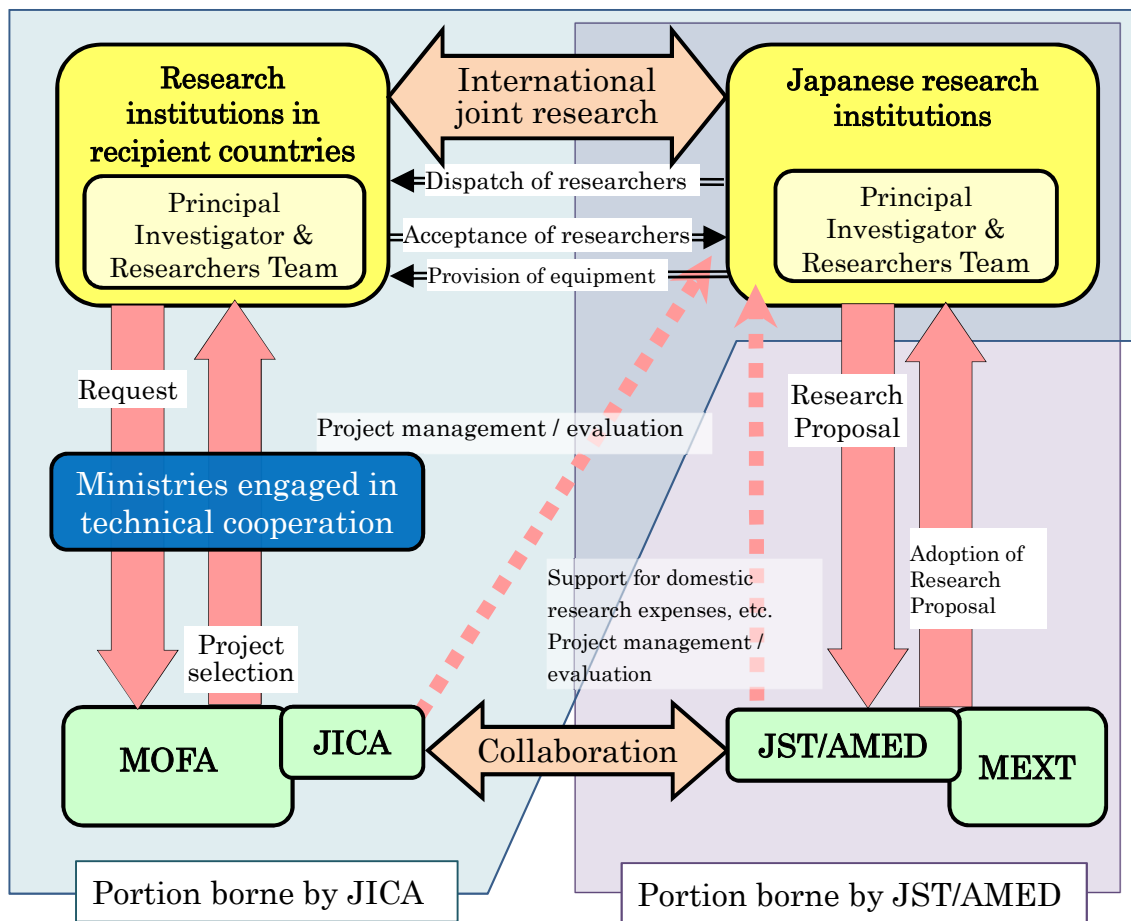 Research
institutions in
recipient countries
Principal
Investigator &
Researchers Team
International
joint research
Japanese research
institutions
Principal
Investigator &
Researchers Team
Dispatch of researchers
Acceptance of researchers
Provision of equipment
Request
Project management / evaluation
Research
Proposal
Ministries engaged in
technical cooperation
Adoption of
Research
Proposal
Support for domestic
research expenses, etc.
Project management /
evaluation
Project
selection
MOFA
JICA
Collaboration
JST/AMED
MEXT
Portion borne by JICA
Portion borne by JST/AMED